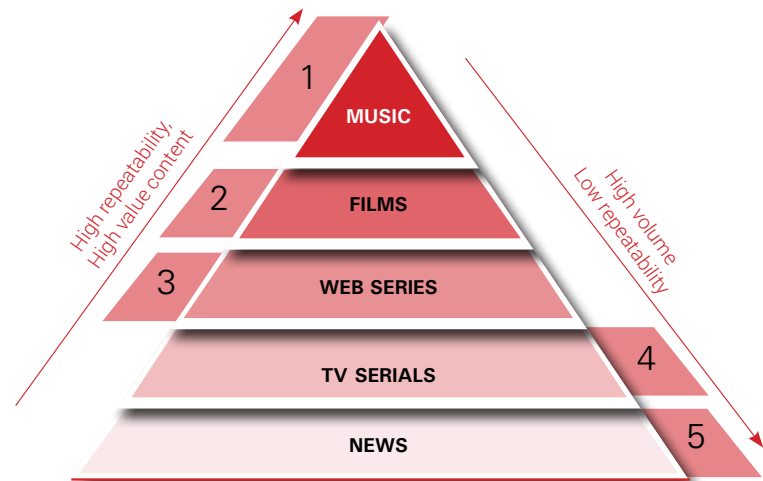 1
MUSIC
High repeatability,
High value content
2
FILMS
High volume
Low repeatability
3
WEB SERIES
TV SERIALS
4
NEWS
5